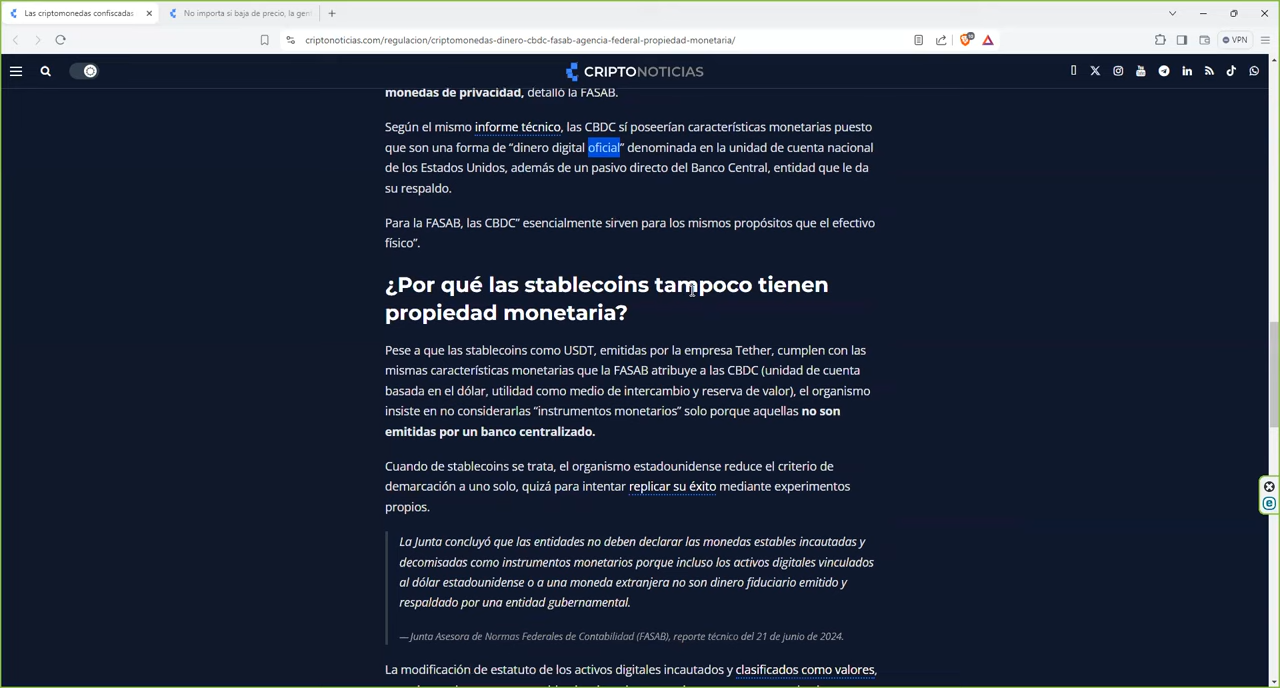 Las criptomonedas confiscadas
No importa si baja de precio, la gen
criptonoticias.com/regulacion/criptomonedas-dinero-cbdc-fasab-agencia-federal-propiedad-monetaria/
VPN
CRIPTONOTICIAS
monedas de privacidad, detalló la FASAB.
Según el mismo informe técnico, las CBDC sí poseerían características monetarias puesto
que son una forma de “dinero digital oficial” denominada en la unidad de cuenta nacional
de los Estados Unidos, además de un pasivo directo del Banco Central, entidad que le da
su respaldo.
Para la FASAB, las CBDC” esencialmente sirven para los mismos propósitos que el efectivo
físico”.
¿Por qué las stablecoins tampoco tienen
propiedad monetaria?
Pese a que las stablecoins como USDT, emitidas por la empresa Tether, cumplen con las
mismas características monetarias que la FASAB atribuye a las CBDC (unidad de cuenta
basada en el dólar, utilidad como medio de intercambio y reserva de valor), el organismo
insiste en no considerarlas “instrumentos monetarios” solo porque aquellas no son
emitidas por un banco centralizado.
Cuando de stablecoins se trata, el organismo estadounidense reduce el criterio de
demarcación a uno solo, quizá para intentar replicar su éxito mediante experimentos
propios.
La Junta concluyó que las entidades no deben declarar las monedas estables incautadas y
decomisadas como instrumentos monetarios porque incluso los activos digitales vinculados
al dólar estadounidense o a una moneda extranjera no son dinero fiduciario emitido y
respaldado por una entidad gubernamental.
— Junta Asesora de Normas Federales de Contabilidad (FASAB), reporte técnico del 21 de junio de 2024.
La modificación de estatuto de los activos digitales incautados y clasificados como valores,